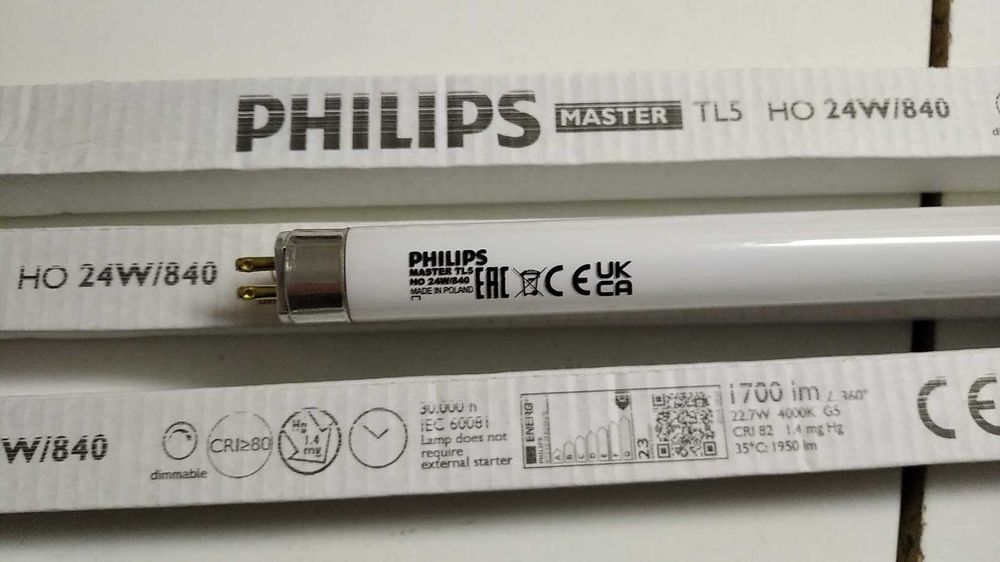 PHILIPS MASTER TL5 HO 24W/840
HO 24W/840
PHILIPS
MASTER TL5
HO 24W/840
MADE IN POLAND
EAC CE UK
CA
W/840
dimmable
CRI≥80
Hg
1.4
mg
30.000 h
IEC 60081
Lamp does not
require
external starter
ENERG
PHILIPS
A B C D E F G
G
23
1700 lm
360°
22.7W 4000K G5
CRI 82 1.4 mg Hg
35°C: 1950 lm
CE